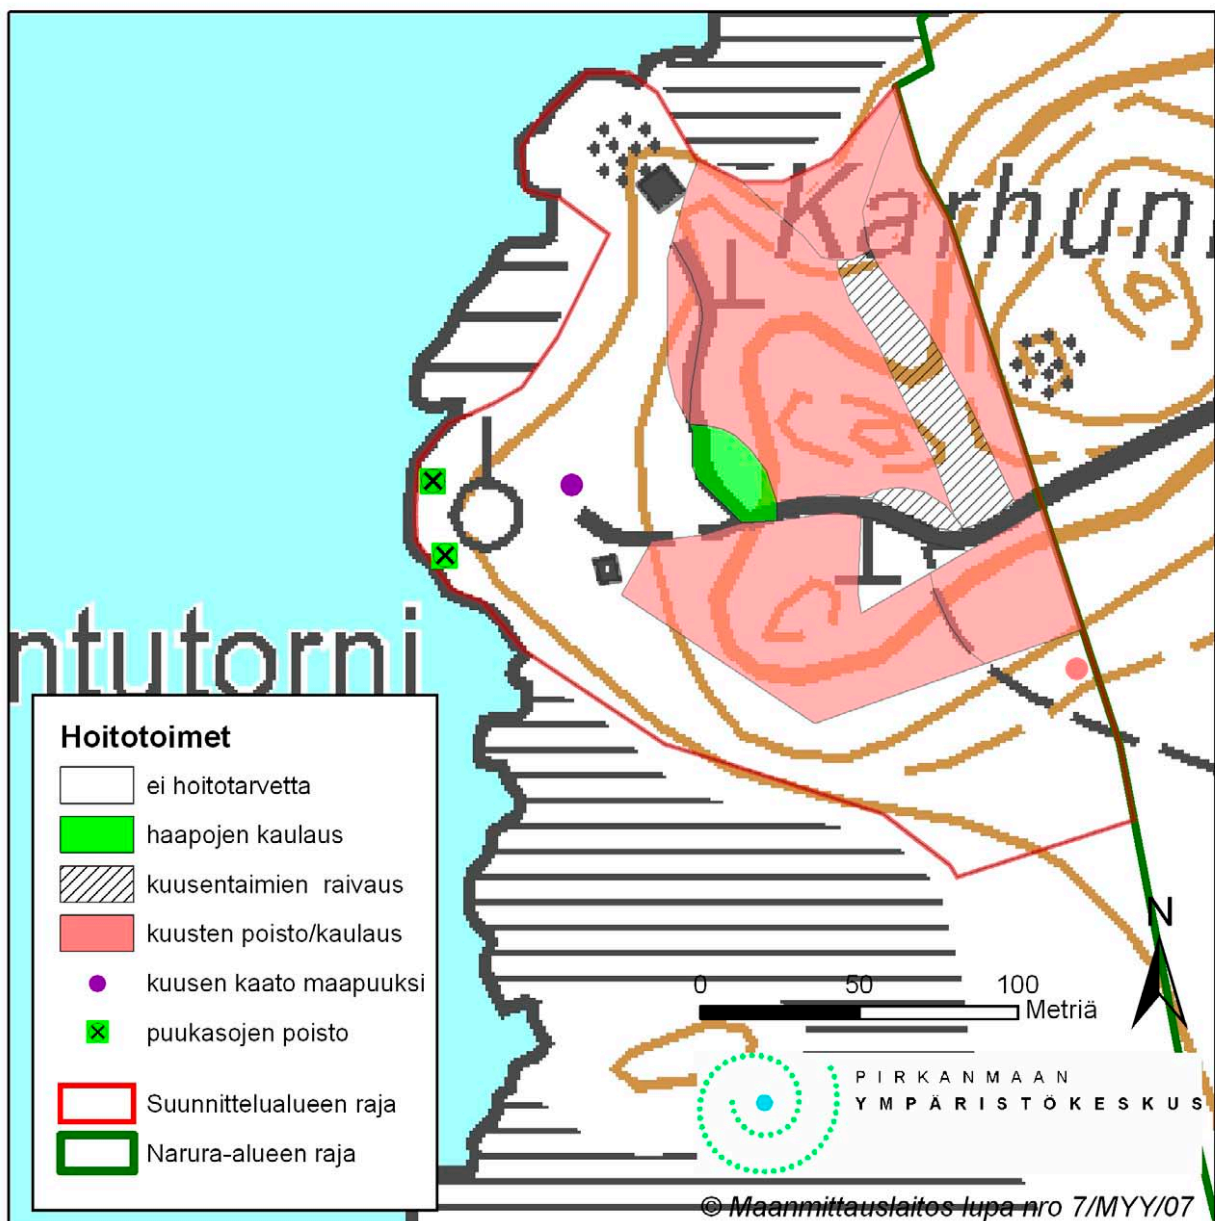 Karhun
ntutorni
Hoitotoimet
ei hoitotarvetta
haapojen kaulaus
kuusentaimien raivaus
kuusten poisto/kaulaus
kuusen kaato maapuuksi
puukasojen poisto
Suunnittelualueen raja
Narura-alueen raja
N
0 50 100
Metriä
PIRKANMAAN
YMPÄRISTÖKESKUS
© Maanmittauslaitos lupa nro 7/MYY/07